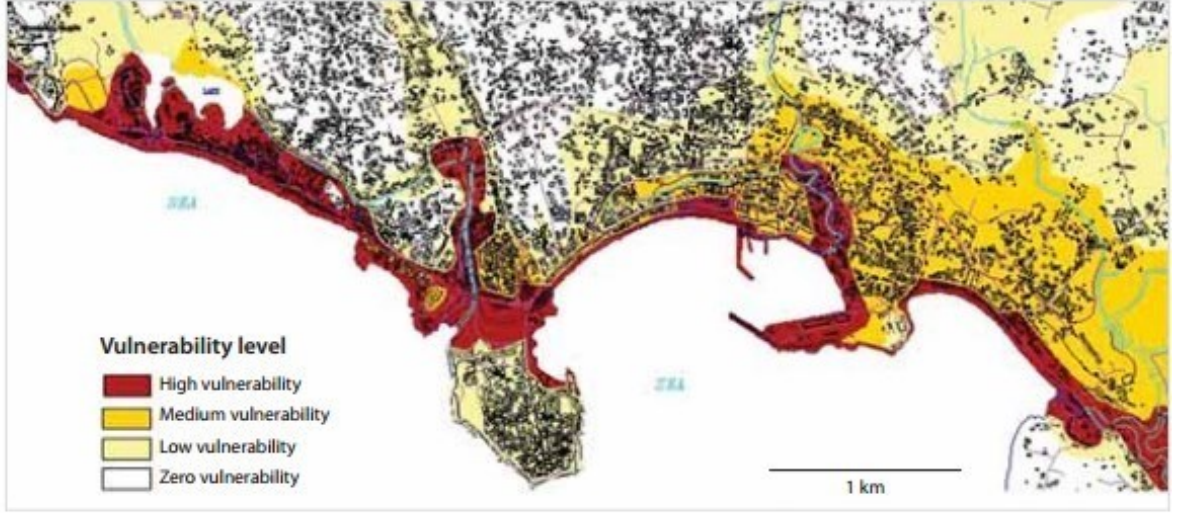 SEA
SEA
Vulnerability level
High vulnerability
Medium vulnerability
Low vulnerability
Zero vulnerability
1 km